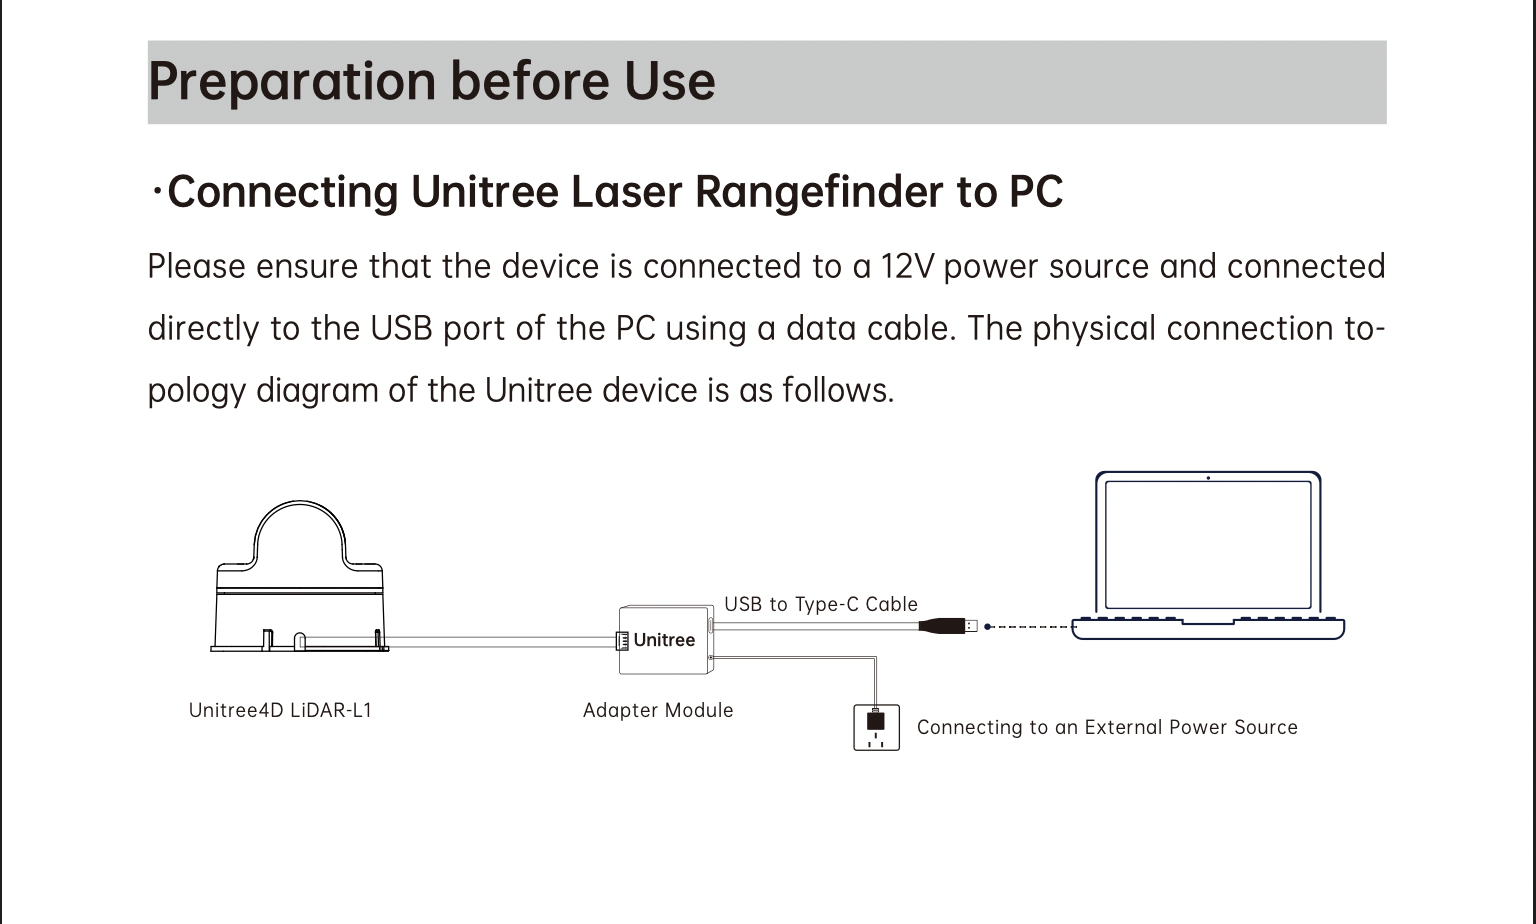 Preparation before Use
·Connecting Unitree Laser Rangefinder to PC
Please ensure that the device is connected to a 12V power source and connected
directly to the USB port of the PC using a data cable. The physical connection to-
pology diagram of the Unitree device is as follows.
USB to Type-C Cable
Unitree
Unitree4D LiDAR-L1
Adapter Module
Connecting to an External Power Source